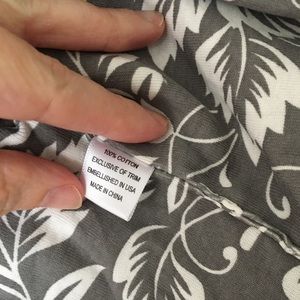 100% COTTON
EXCLUSIVE OF TRIM
EMBELLISHED IN USA
MADE IN CHINA